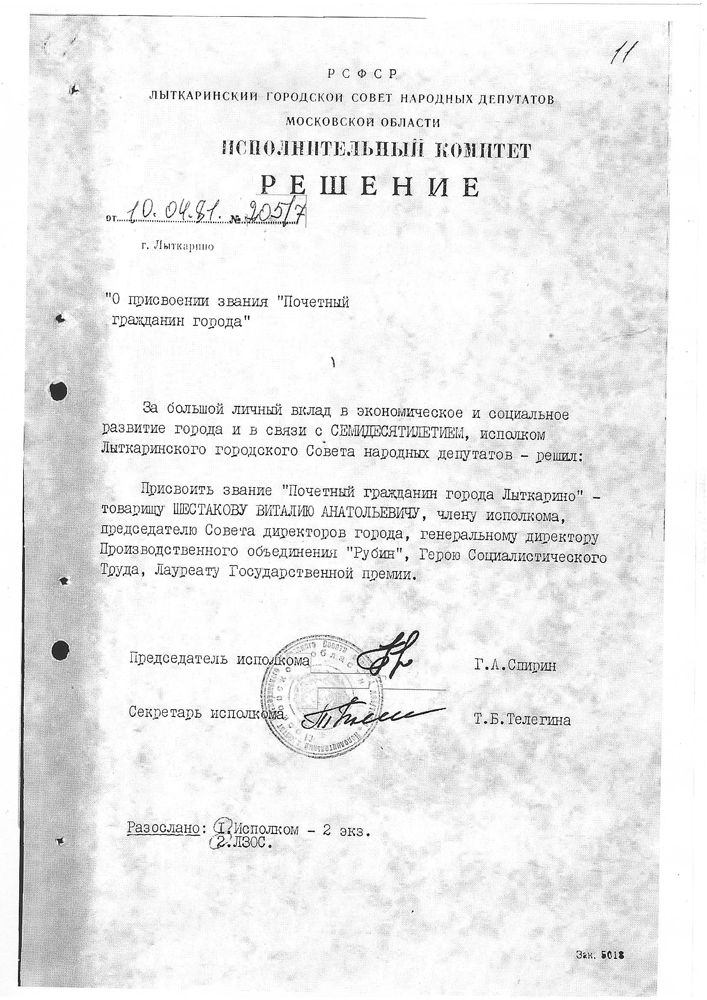 11
РСФСР
ЛЫТКАРИНСКИЙ ГОРОДСКОЙ СОВЕТ НАРОДНЫХ ДЕПУТАТОВ
МОСКОВСКОЙ ОБЛАСТИ
ИСПОЛНИТЕЛЬНЫЙ КОМИТЕТ
РЕШЕНИЕ
от 10.04.81. № 205/7
г. Лыткарино
"О присвоении звания "Почетный
гражданин города"
За большой личный вклад в экономическое и социальное
развитие города и в связи с СЕМИДЕСЯТИЛЕТИЕМ, исполком
Лыткаринского городского Совета народных депутатов - решил:
Присвоить звание "Почетный гражданин города Лыткарино" -
товарищу ШЕСТАКОВУ ВИТАЛИЮ АНАТОЛЬЕВИЧУ, члену исполкома,
председателю Совета директоров города, генеральному директору
Производственного объединения "Рубин", Герою Социалистического
Труда, Лауреату Государственной премии.
Председатель исполкома Г.А.Спирин
Секретарь исполкома Т.Б.Телегина
Разослано: 1.Исполком - 2 экз.
2.ЛЗОС.
Зак. 5018